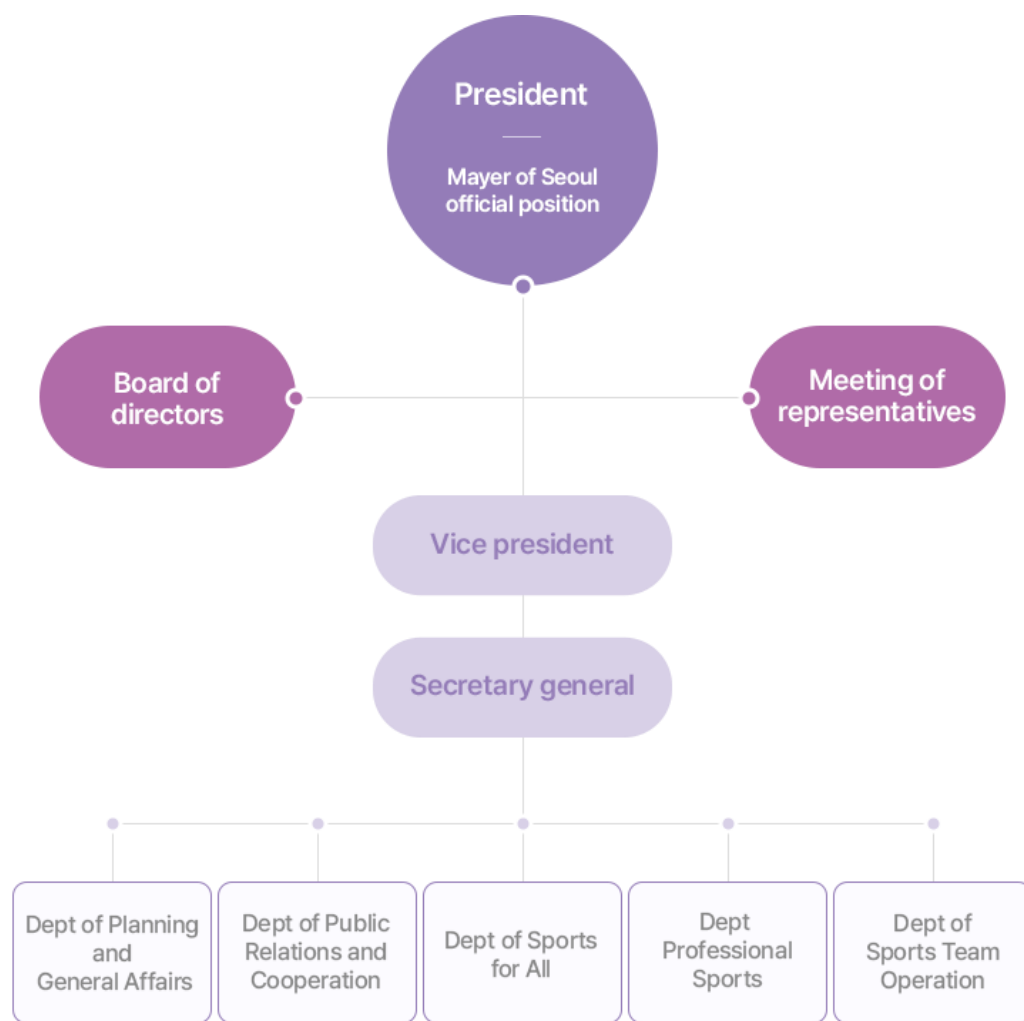 President
Mayer of Seoul
official position
Board of
directors
Meeting of
representatives
Vice president
Secretary general
Dept of Planning
and
General Affairs
Dept of Public
Relations and
Cooperation
Dept of Sports
for All
Dept
Professional
Sports
Dept of
Sports Team
Operation